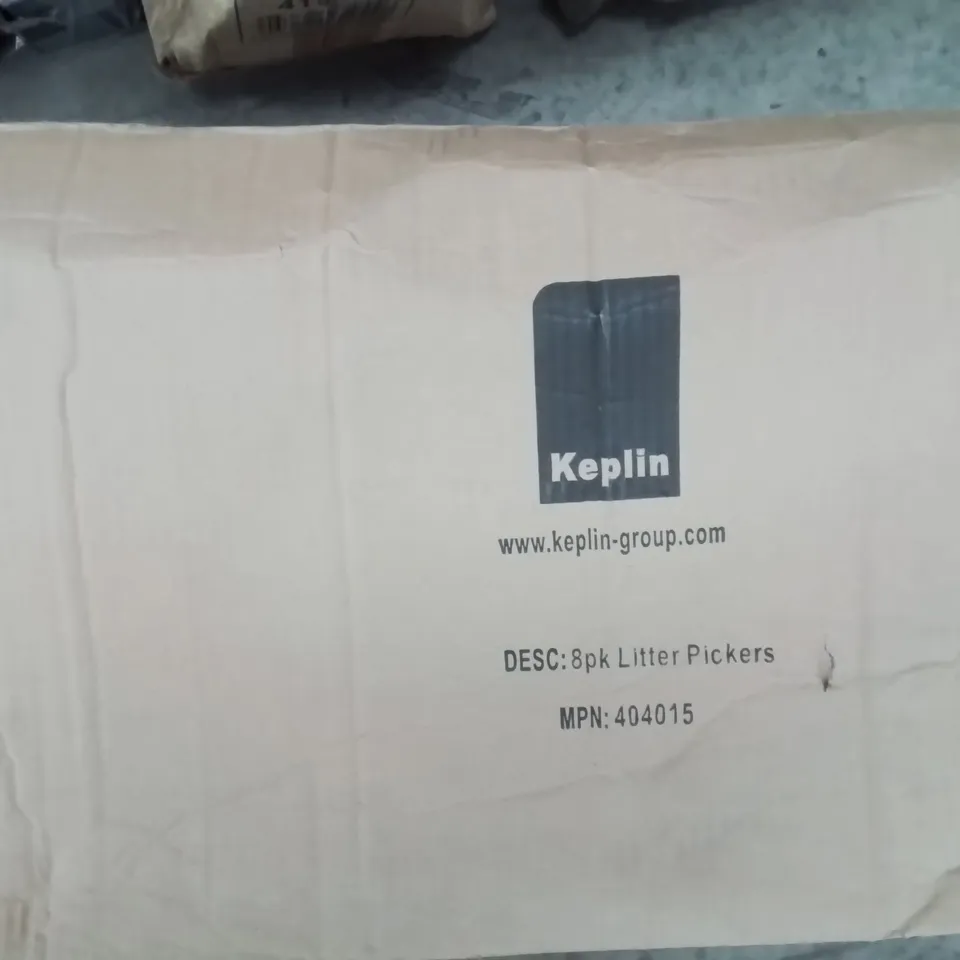 Keplin
www.keplin-group.com
DESC: 8pk Litter Pickers
MPN: 404015